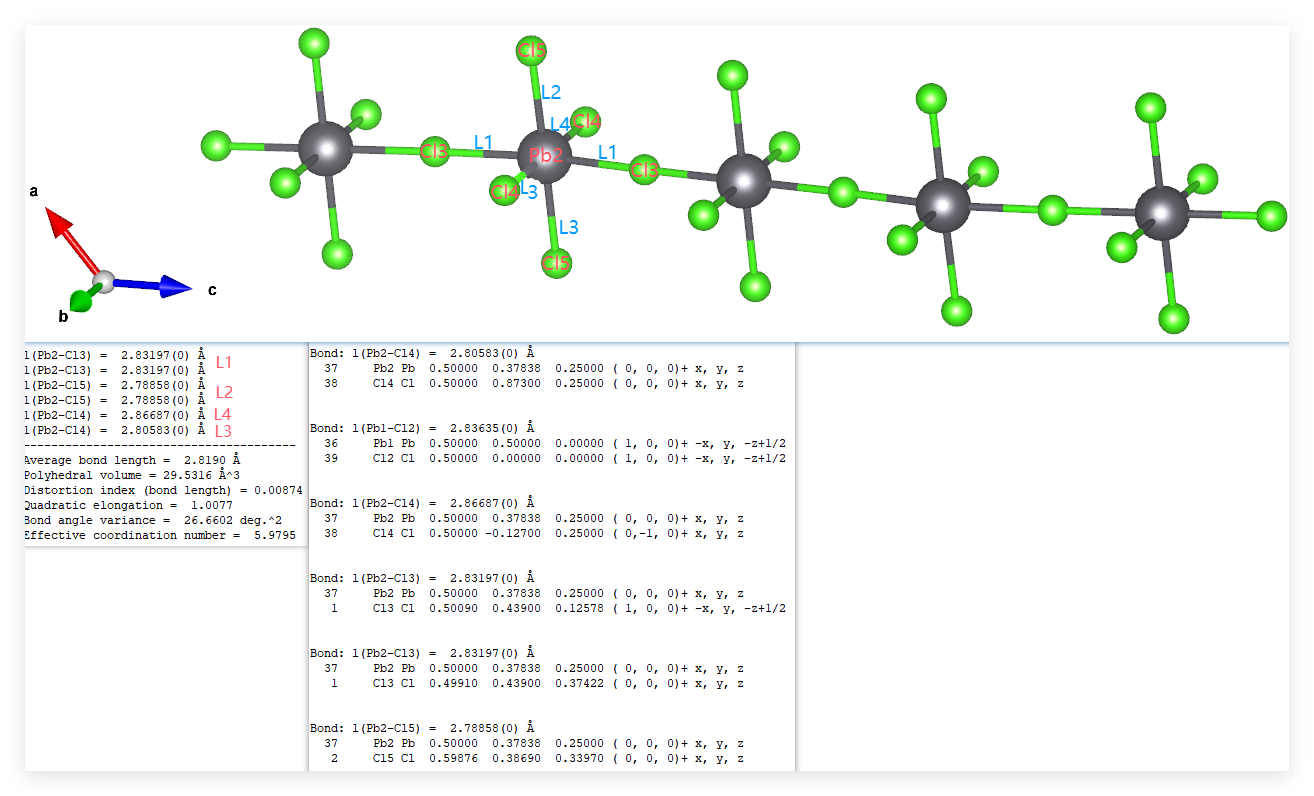 Cl5
L2
L4 Cl4
Cl3 L1 Pb2 L1 Cl3
Cl4 L3
L3
Cl5
a
b
c
l(Pb2-Cl3) = 2.83197(0) Å
l(Pb2-Cl3) = 2.83197(0) Å L1
l(Pb2-Cl5) = 2.78858(0) Å
l(Pb2-Cl5) = 2.78858(0) Å L2
l(Pb2-Cl4) = 2.86687(0) Å L4
l(Pb2-Cl4) = 2.80583(0) Å L3
---------------------------------------
Average bond length = 2.8190 Å
Polyhedral volume = 29.5316 Å^3
Distortion index (bond length) = 0.00874
Quadratic elongation = 1.0077
Bond angle variance = 26.6602 deg.^2
Effective coordination number = 5.9795
Bond: l(Pb2-Cl4) = 2.80583(0) Å
37 Pb2 Pb 0.50000 0.37838 0.25000 ( 0, 0, 0)+ x, y, z
38 Cl4 Cl 0.50000 0.87300 0.25000 ( 0, 0, 0)+ x, y, z
Bond: l(Pb1-Cl2) = 2.83635(0) Å
36 Pb1 Pb 0.50000 0.50000 0.00000 ( 1, 0, 0)+ -x, y, -z+1/2
39 Cl2 Cl 0.50000 0.00000 0.00000 ( 1, 0, 0)+ -x, y, -z+1/2
Bond: l(Pb2-Cl4) = 2.86687(0) Å
37 Pb2 Pb 0.50000 0.37838 0.25000 ( 0, 0, 0)+ x, y, z
38 Cl4 Cl 0.50000 -0.12700 0.25000 ( 0,-1, 0)+ x, y, z
Bond: l(Pb2-Cl3) = 2.83197(0) Å
37 Pb2 Pb 0.50000 0.37838 0.25000 ( 0, 0, 0)+ x, y, z
1 Cl3 Cl 0.50090 0.43900 0.12578 ( 1, 0, 0)+ -x, y, -z+1/2
Bond: l(Pb2-Cl3) = 2.83197(0) Å
37 Pb2 Pb 0.50000 0.37838 0.25000 ( 0, 0, 0)+ x, y, z
1 Cl3 Cl 0.49910 0.43900 0.37422 ( 0, 0, 0)+ x, y, z
Bond: l(Pb2-Cl5) = 2.78858(0) Å
37 Pb2 Pb 0.50000 0.37838 0.25000 ( 0, 0, 0)+ x, y, z
2 Cl5 Cl 0.59876 0.38690 0.33970 ( 0, 0, 0)+ x, y, z